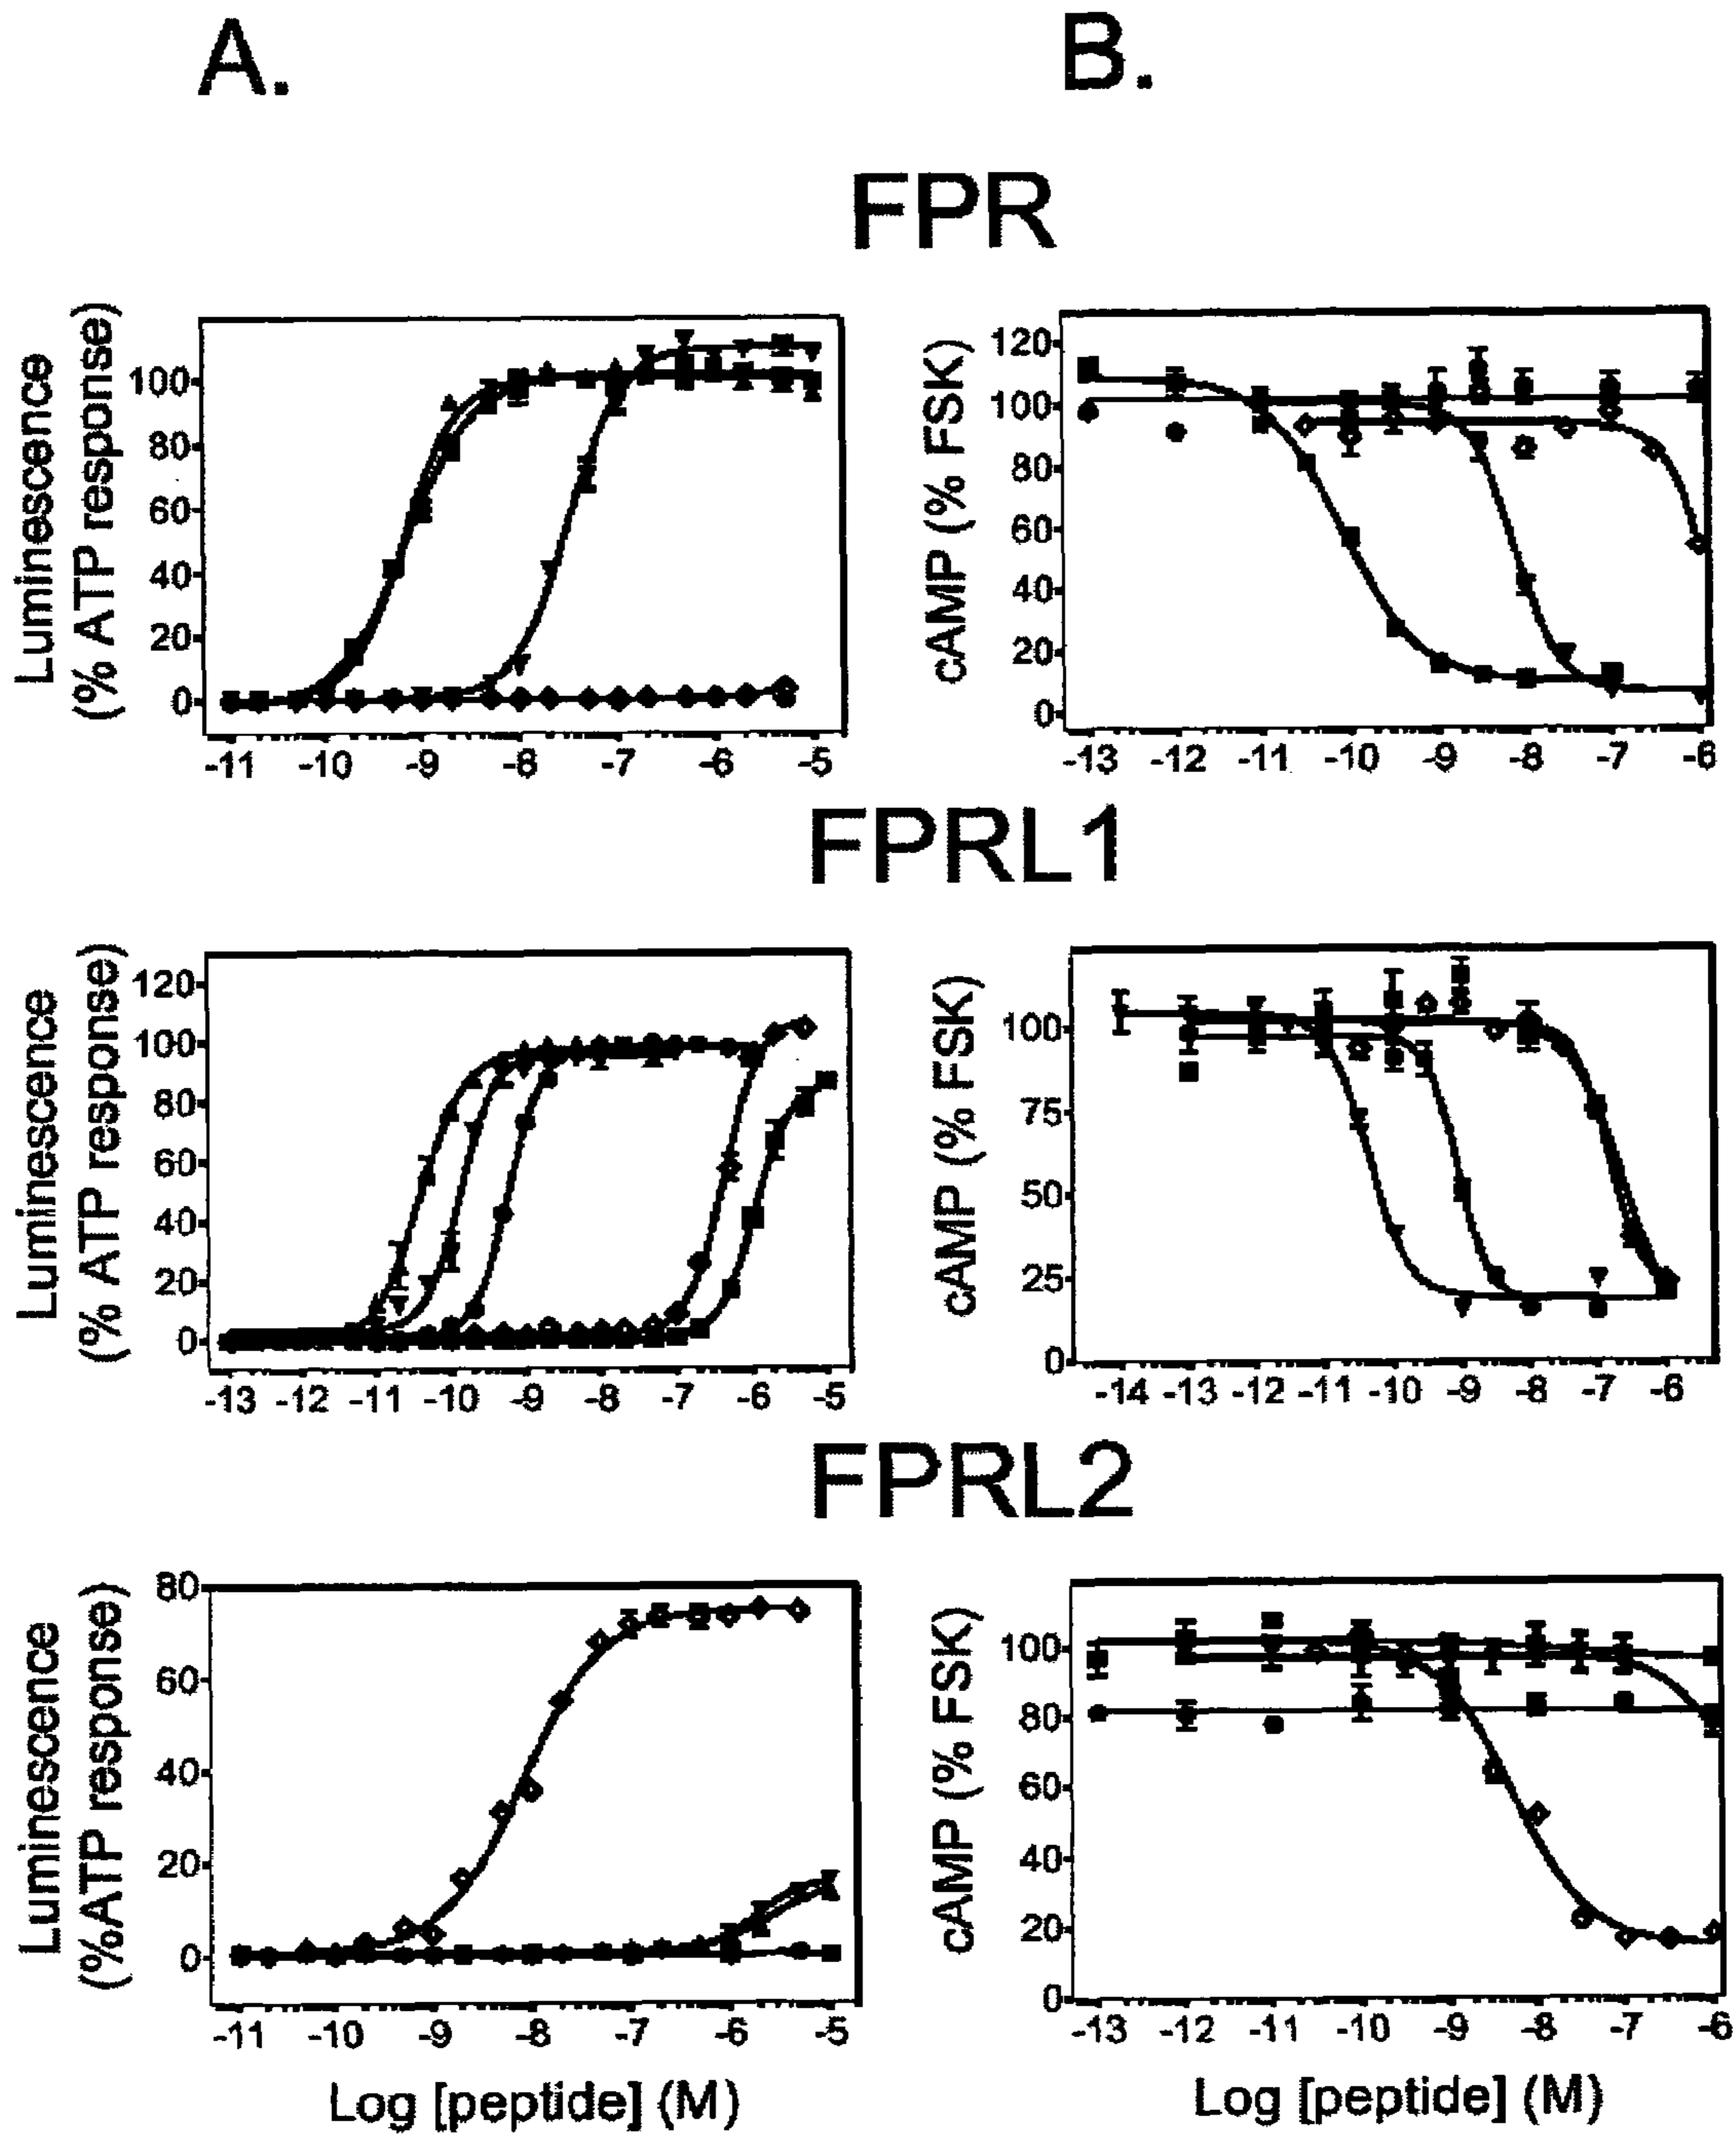 A.
B.
FPR
Luminescence
(% ATP response)
100
80
60
40
20
0
-11 -10 -9 -8 -7 -6 -5
cAMP (% FSK)
120
100
80
60
40
20
0
-13 -12 -11 -10 -9 -8 -7 -6
FPRL1
Luminescence
(% ATP response)
120
100
80
60
40
20
0
-13 -12 -11 -10 -9 -8 -7 -6 -5
cAMP (% FSK)
100
75
50
25
0
-14 -13 -12 -11 -10 -9 -8 -7 -6
FPRL2
Luminescence
(%ATP response)
80
60
40
20
0
-11 -10 -9 -8 -7 -6 -5
Log [peptide] (M)
cAMP (% FSK)
100
80
60
40
20
0
-13 -12 -11 -10 -9 -8 -7 -6
Log [peptide] (M)